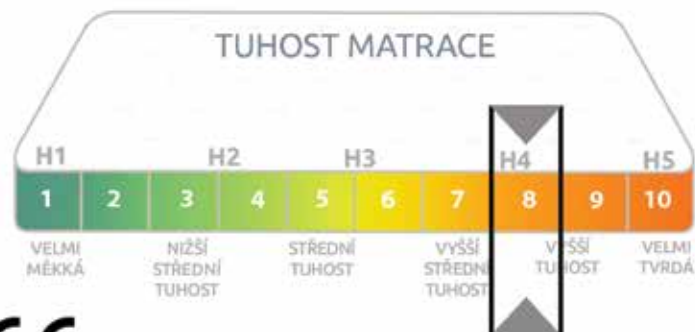 TUHOST MATRACE
H1 H2 H3 H4 H5
1 2 3 4 5 6 7 8 9 10
VELMI NIŽŠÍ STŘEDNÍ VYŠŠÍ VYŠŠÍ VELMI
MĚKKÁ STŘEDNÍ TUHOST STŘEDNÍ TUHOST TVRDÁ
TUHOST TUHOST